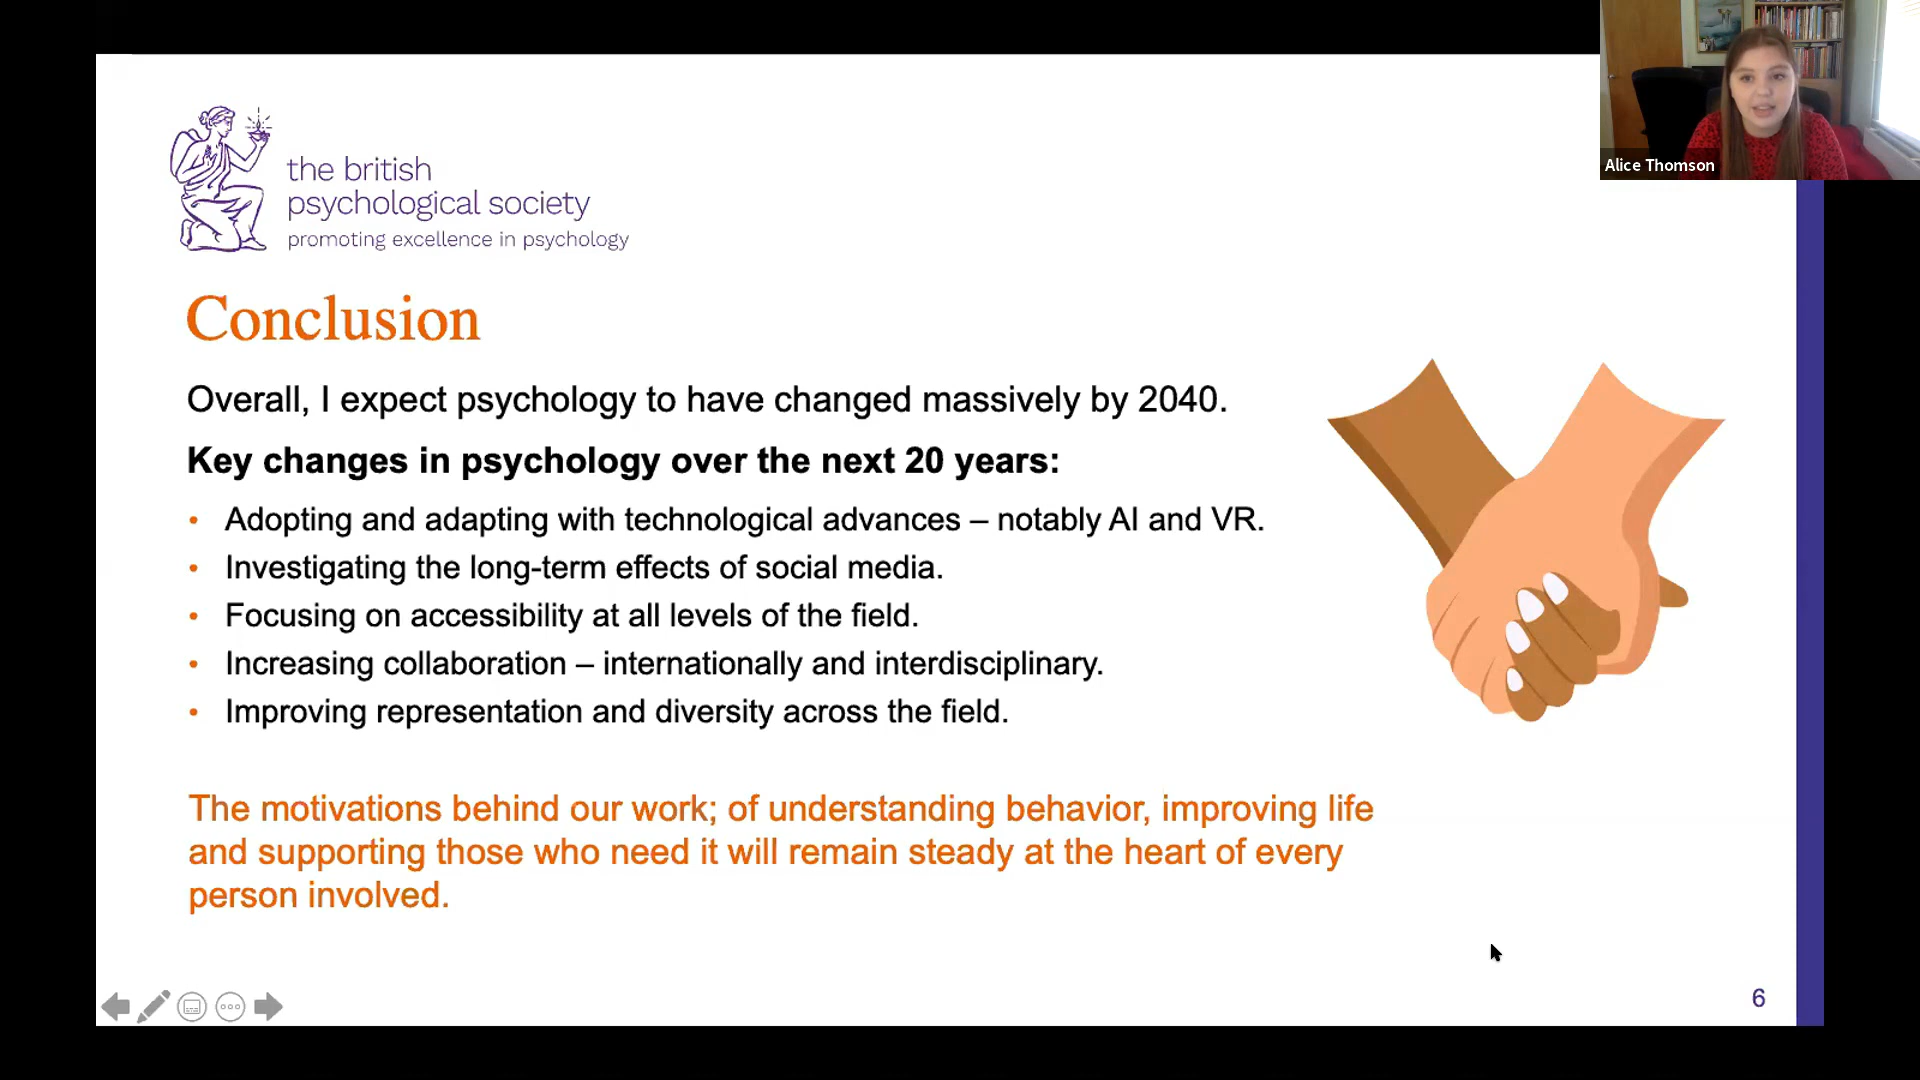 Alice Thomson
the british
psychological society
promoting excellence in psychology
Conclusion
Overall, I expect psychology to have changed massively by 2040.
Key changes in psychology over the next 20 years:
• Adopting and adapting with technological advances – notably AI and VR.
• Investigating the long-term effects of social media.
• Focusing on accessibility at all levels of the field.
• Increasing collaboration – internationally and interdisciplinary.
• Improving representation and diversity across the field.
The motivations behind our work; of understanding behavior, improving life
and supporting those who need it will remain steady at the heart of every
person involved.
6